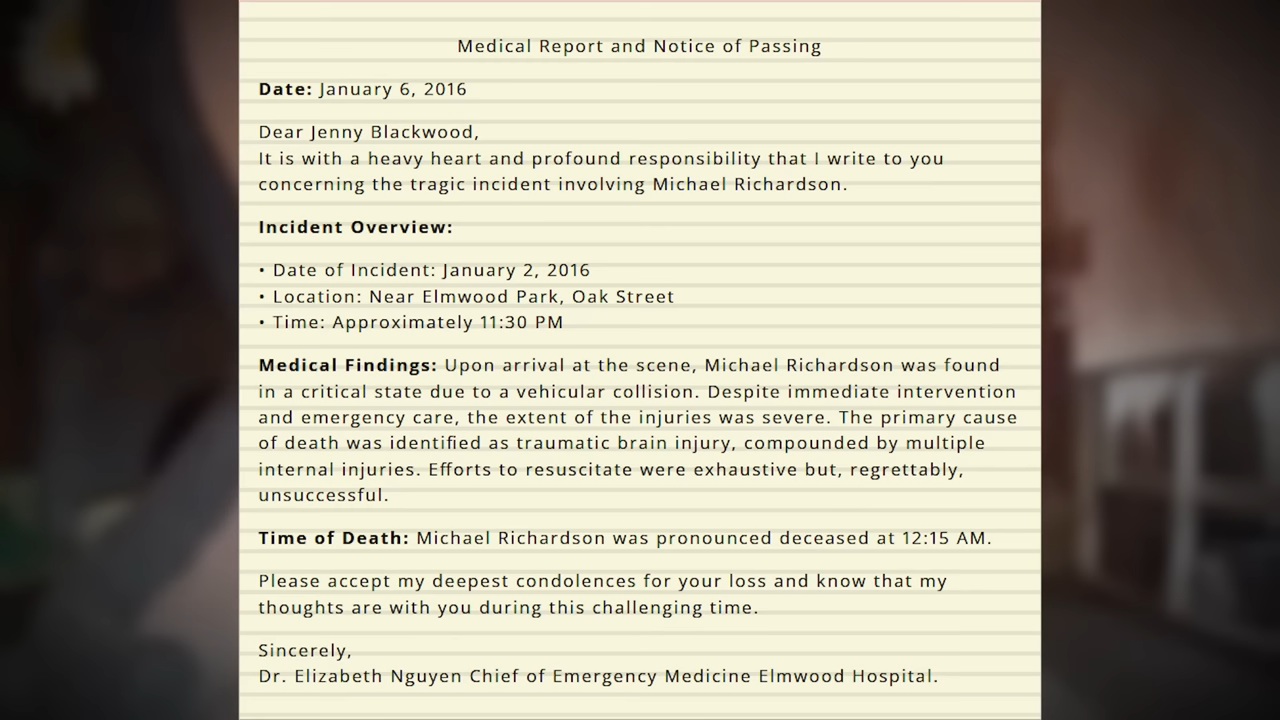 Medical Report and Notice of Passing
Date: January 6, 2016
Dear Jenny Blackwood,
It is with a heavy heart and profound responsibility that I write to you
concerning the tragic incident involving Michael Richardson.
Incident Overview:
• Date of Incident: January 2, 2016
• Location: Near Elmwood Park, Oak Street
• Time: Approximately 11:30 PM
Medical Findings: Upon arrival at the scene, Michael Richardson was found
in a critical state due to a vehicular collision. Despite immediate intervention
and emergency care, the extent of the injuries was severe. The primary cause
of death was identified as traumatic brain injury, compounded by multiple
internal injuries. Efforts to resuscitate were exhaustive but, regrettably,
unsuccessful.
Time of Death: Michael Richardson was pronounced deceased at 12:15 AM.
Please accept my deepest condolences for your loss and know that my
thoughts are with you during this challenging time.
Sincerely,
Dr. Elizabeth Nguyen Chief of Emergency Medicine Elmwood Hospital.